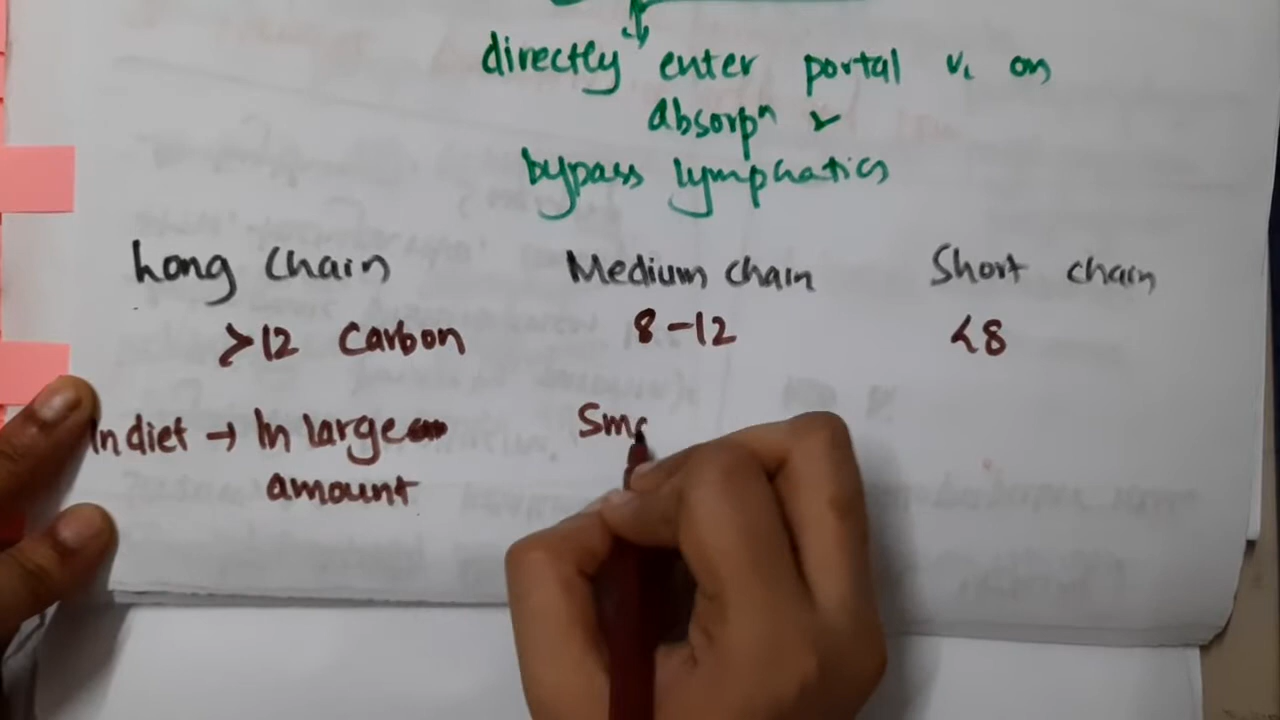 directly enter portal v. on
absorpⁿ &
bypass lymphatics
Long Chain Medium chain Short chain
>12 Carbon 8-12 <8
In diet → In large Sma
amount